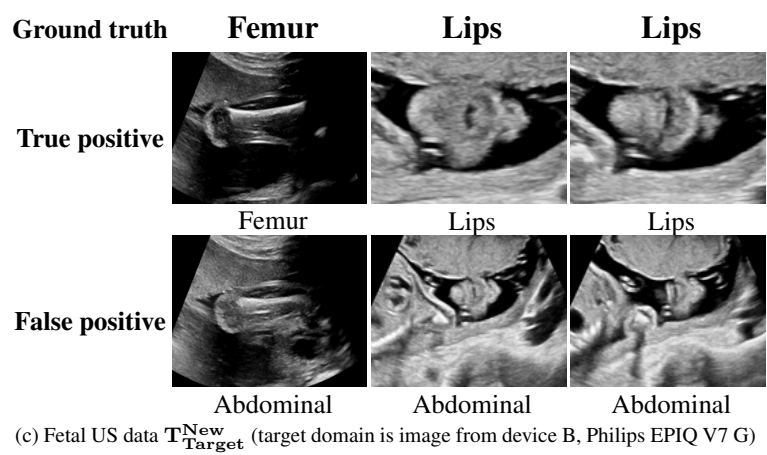 Ground truth Femur Lips Lips
True positive
Femur Lips Lips
False positive
Abdominal Abdominal Abdominal
(c) Fetal US data T^New_Target (target domain is image from device B, Philips EPIQ V7 G)